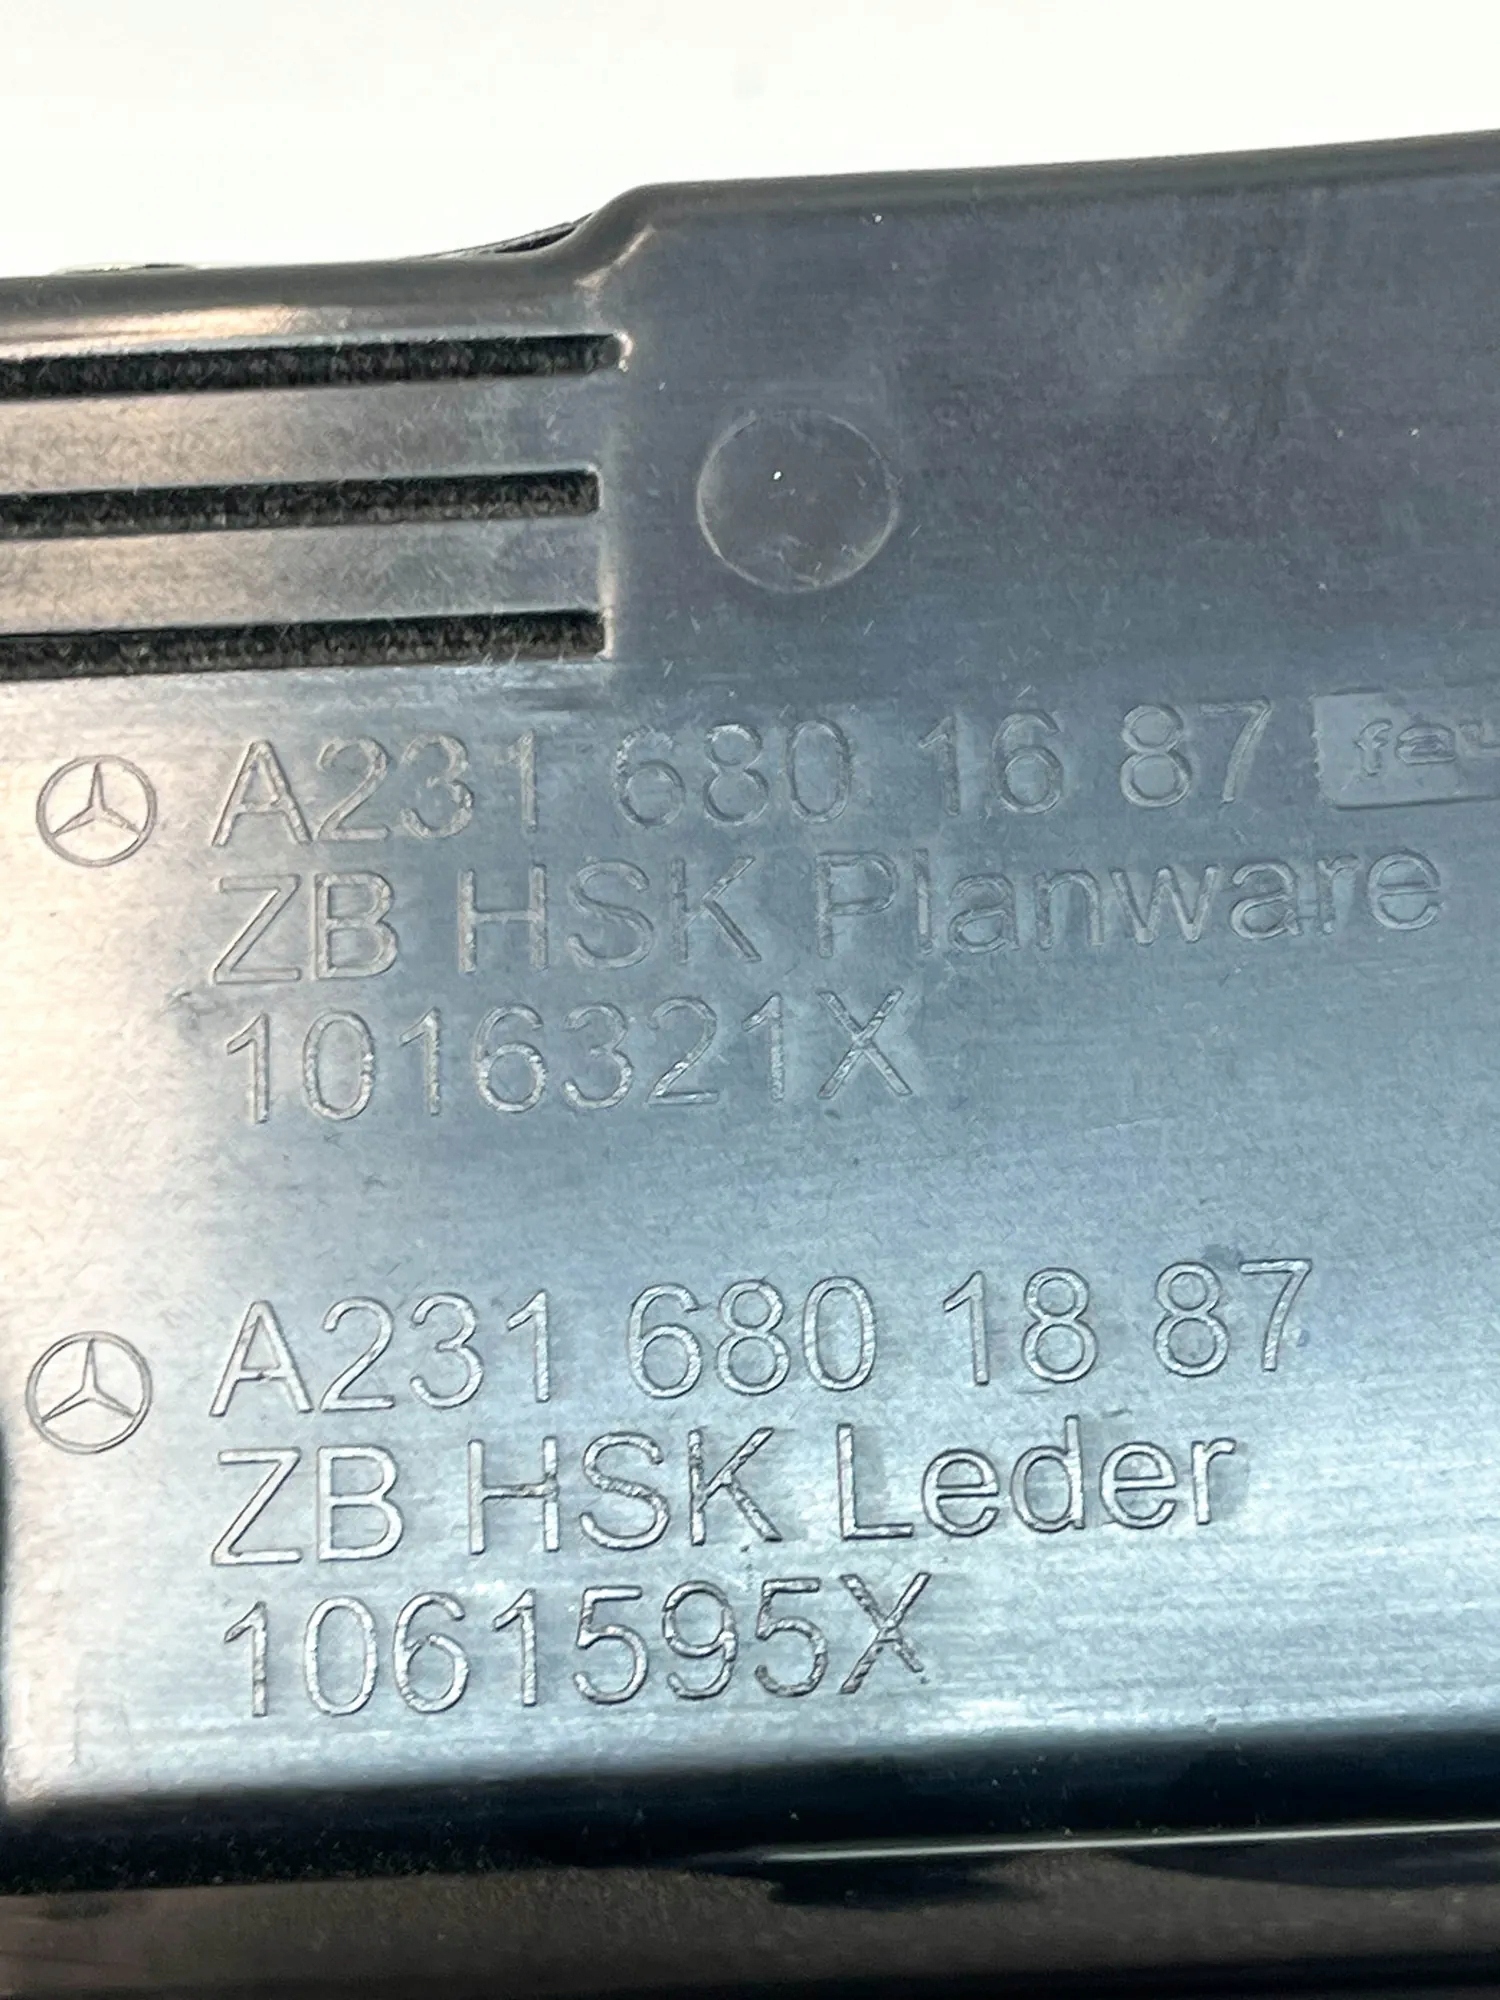 A231 680 16 87
ZB HSK Planware
1016321X
A231 680 18 87
ZB HSK Leder
1061595X